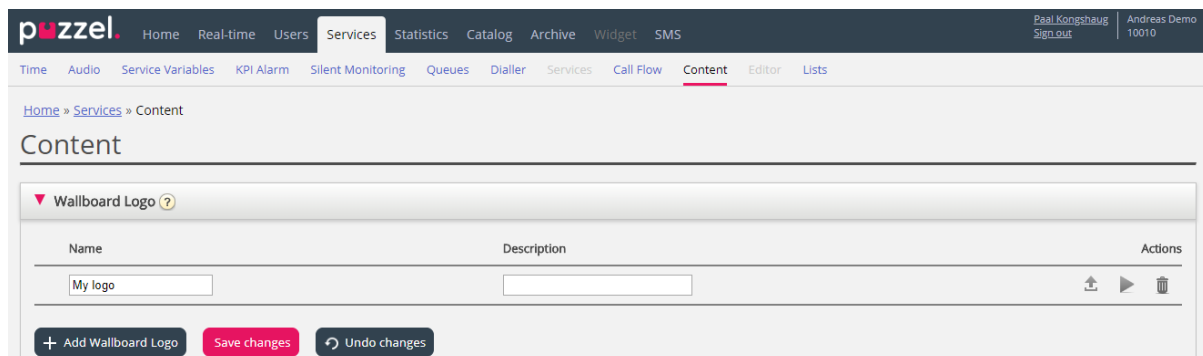 puzzel.
Home Real-time Users Services Statistics Catalog Archive Widget SMS
Paal Kongshaug
Sign out
Andreas Demo
10010
Time Audio Service Variables KPI Alarm Silent Monitoring Queues Dialler Services Call Flow Content Editor Lists
Home » Services » Content
Content
Wallboard Logo ?
Name Description Actions
My logo
+ Add Wallboard Logo Save changes Undo changes